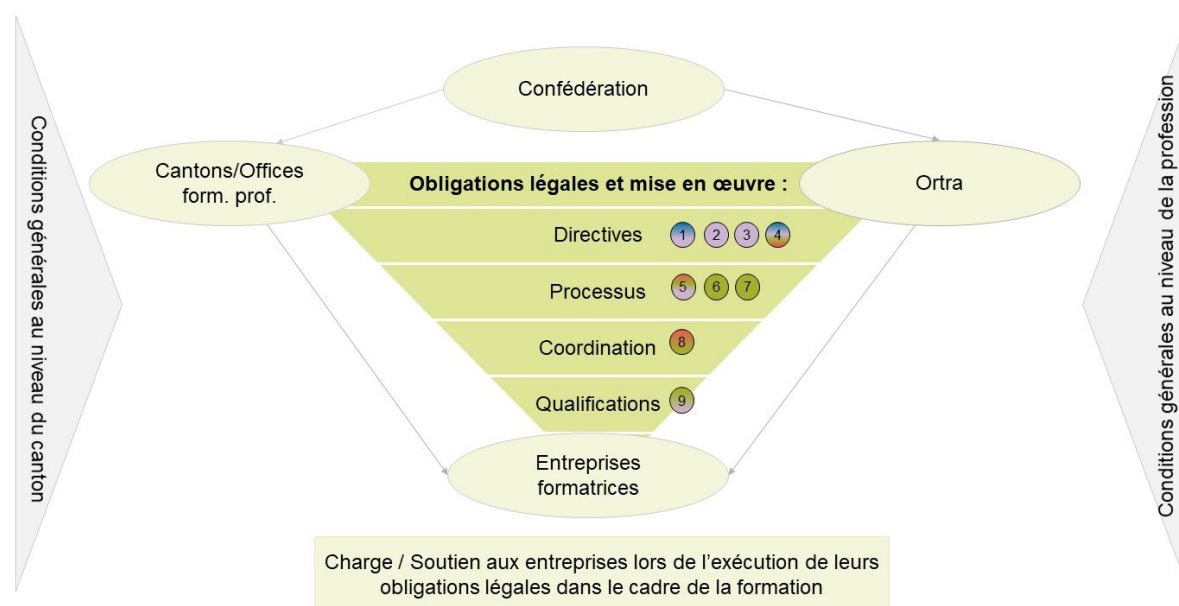 Conditions générales au niveau du canton
Confédération
Cantons/Offices
form. prof.
Obligations légales et mise en œuvre :
Ortra
Directives 1 2 3 4
Processus 5 6 7
Coordination 8
Qualifications 9
Entreprises
formatrices
Conditions générales au niveau de la profession
Charge / Soutien aux entreprises lors de l'exécution de leurs
obligations légales dans le cadre de la formation